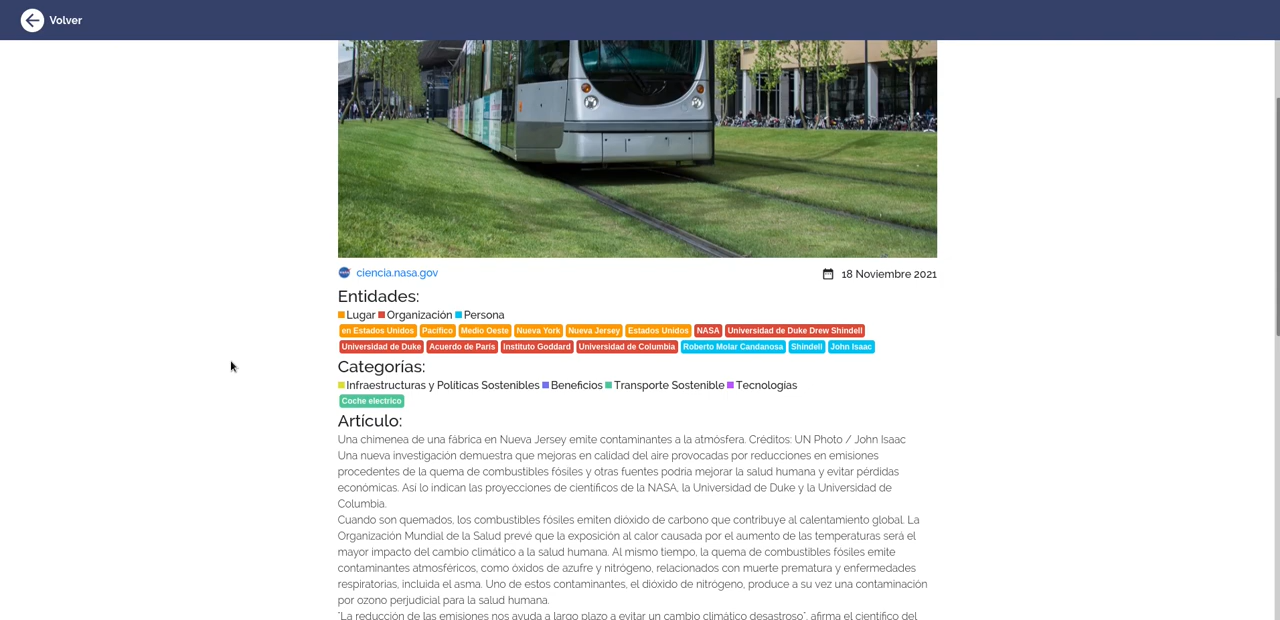 Volver
ciencia.nasa.gov
18 Noviembre 2021
Entidades:
Lugar Organización Persona
en Estados Unidos Pacífico Medio Oeste Nueva York Nueva Jersey Estados Unidos NASA Universidad de Duke Drew Shindell
Universidad de Duke Acuerdo de París Instituto Goddard Universidad de Columbia Roberto Molar Candanosa Shindell John Isaac
Categorías:
Infraestructuras y Políticas Sostenibles Beneficios Transporte Sostenible Tecnologías
Coche electrico
Artículo:
Una chimenea de una fábrica en Nueva Jersey emite contaminantes a la atmósfera. Créditos: UN Photo / John Isaac
Una nueva investigación demuestra que mejoras en calidad del aire provocadas por reducciones en emisiones
procedentes de la quema de combustibles fósiles y otras fuentes podría mejorar la salud humana y evitar pérdidas
económicas. Así lo indican las proyecciones de científicos de la NASA, la Universidad de Duke y la Universidad de
Columbia.
Cuando son quemados, los combustibles fósiles emiten dióxido de carbono que contribuye al calentamiento global. La
Organización Mundial de la Salud prevé que la exposición al calor causada por el aumento de las temperaturas será el
mayor impacto del cambio climático a la salud humana. Al mismo tiempo, la quema de combustibles fósiles emite
contaminantes atmosféricos, como óxidos de azufre y nitrógeno, relacionados con muerte prematura y enfermedades
respiratorias, incluida el asma. Uno de estos contaminantes, el dióxido de nitrógeno, produce a su vez una contaminación
por ozono perjudicial para la salud humana.
"La reducción de las emisiones nos ayuda a largo plazo a evitar un cambio climático desastroso", afirma el científico del